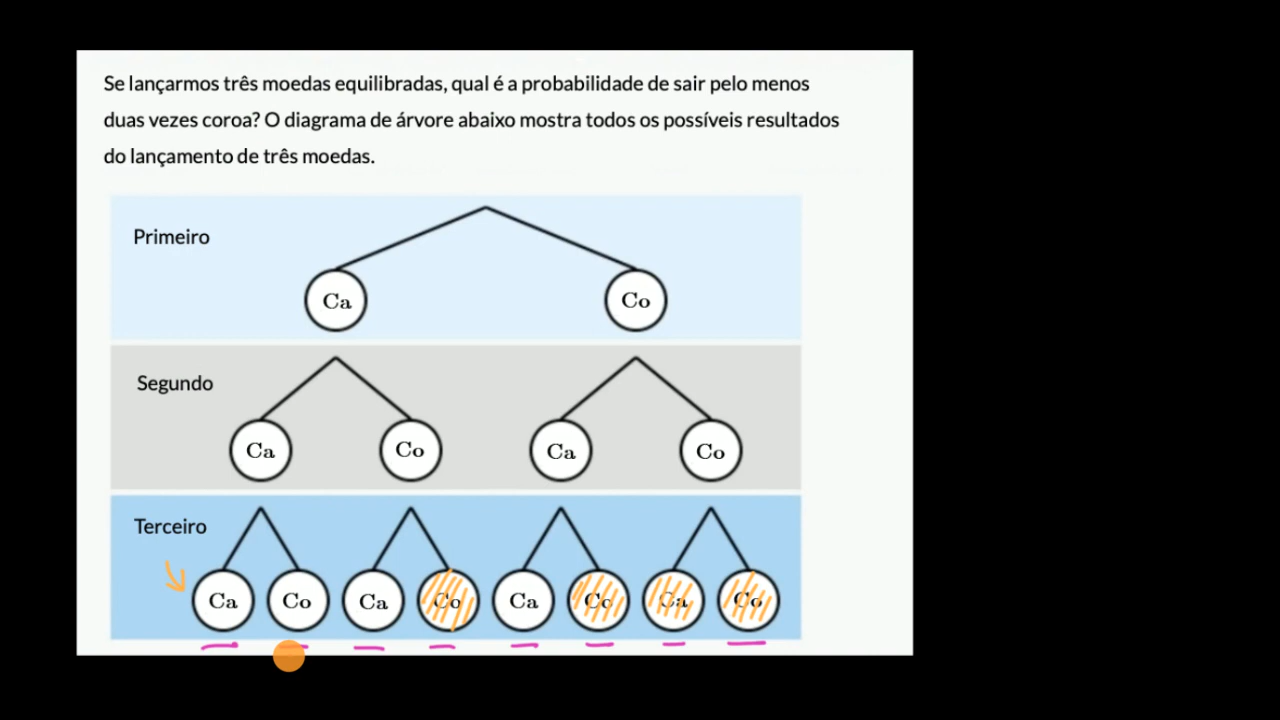 Se lançarmos três moedas equilibradas, qual é a probabilidade de sair pelo menos
duas vezes coroa? O diagrama de árvore abaixo mostra todos os possíveis resultados
do lançamento de três moedas.
Primeiro
Ca Co
Segundo
Ca Co Ca Co
Terceiro
Ca Co Ca Co Ca Co Ca Co